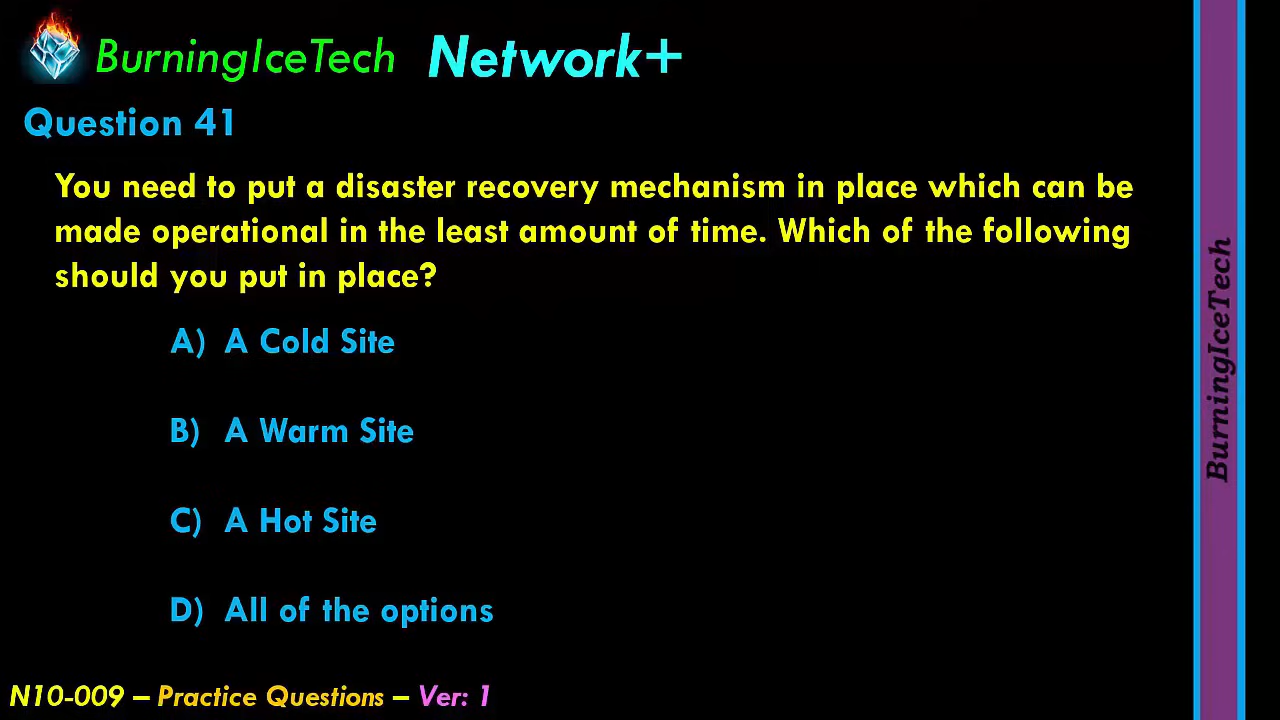 BurningIceTech Network+
Question 41
You need to put a disaster recovery mechanism in place which can be
made operational in the least amount of time. Which of the following
should you put in place?
A) A Cold Site
B) A Warm Site
C) A Hot Site
D) All of the options
N10-009 – Practice Questions – Ver: 1
BurningIceTech